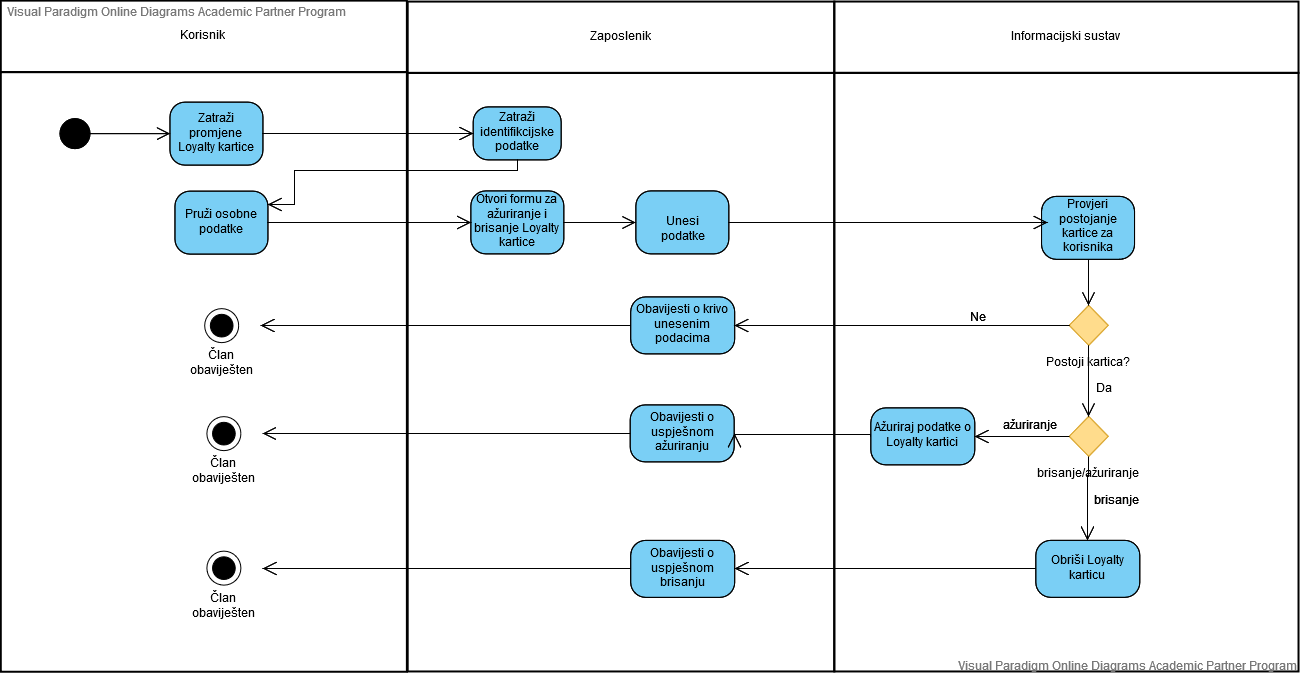 Visual Paradigm Online Diagrams Academic Partner Program
Korisnik
Zaposlenik
Informacijski sustav
Zatraži
promjene
Loyalty kartice
Zatraži
identifikcijske
podatke
Pruži osobne
podatke
Otvori formu za
ažuriranje i
brisanje Loyalty
kartice
Unesi
podatke
Provjeri
postojanje
kartice za
korisnika
Ne
Obavijesti o krivo
unesenim
podacima
Član
obaviješten
Postoji kartica?
Da
ažuriranje
Ažuriraj podatke o
Loyalty kartici
Obavijesti o
uspješnom
ažuriranju
Član
obaviješten
brisanje/ažuriranje
brisanje
Obriši Loyalty
karticu
Obavijesti o
uspješnom
brisanju
Član
obaviješten
Visual Paradigm Online Diagrams Academic Partner Program